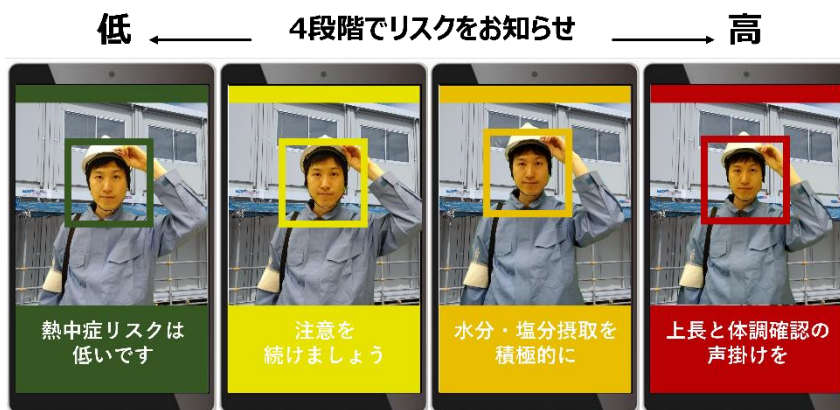 低 4段階でリスクをお知らせ 高
熱中症リスクは
低いです
注意を
続けましょう
水分・塩分摂取を
積極的に
上長と体調確認の
声掛けを